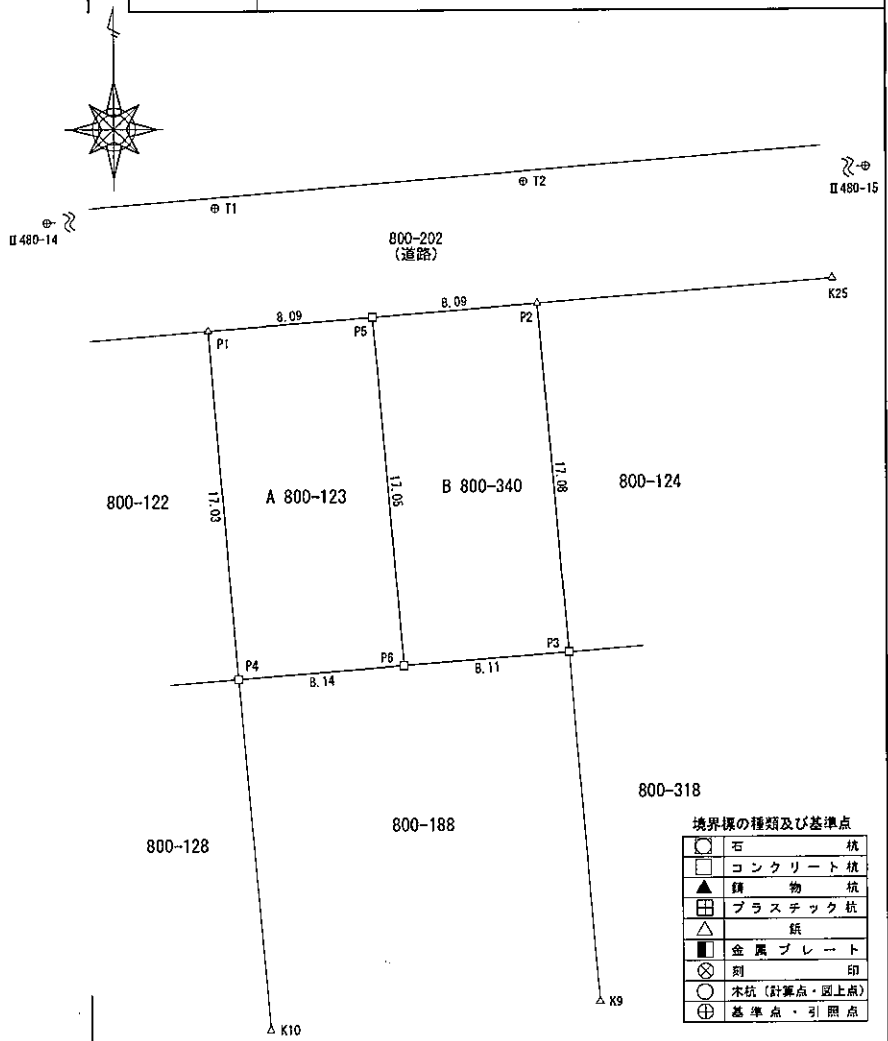 T1
T2
Ⅱ480-15
Ⅱ480-14
800-202
(道路)
K25
8.09
8.09
P1
P5
P2
800-122
17.03
A 800-123
17.05
B 800-340
17.08
800-124
P4
P6
P3
8.14
8.11
800-128
800-188
800-318
K10
K9
境界標の種類及び基準点
石 杭
コンクリート杭
鋳 物 杭
プラスチック杭
鋲
金属プレート
刻 印
木杭(計算点・図上点)
基準点・引照点